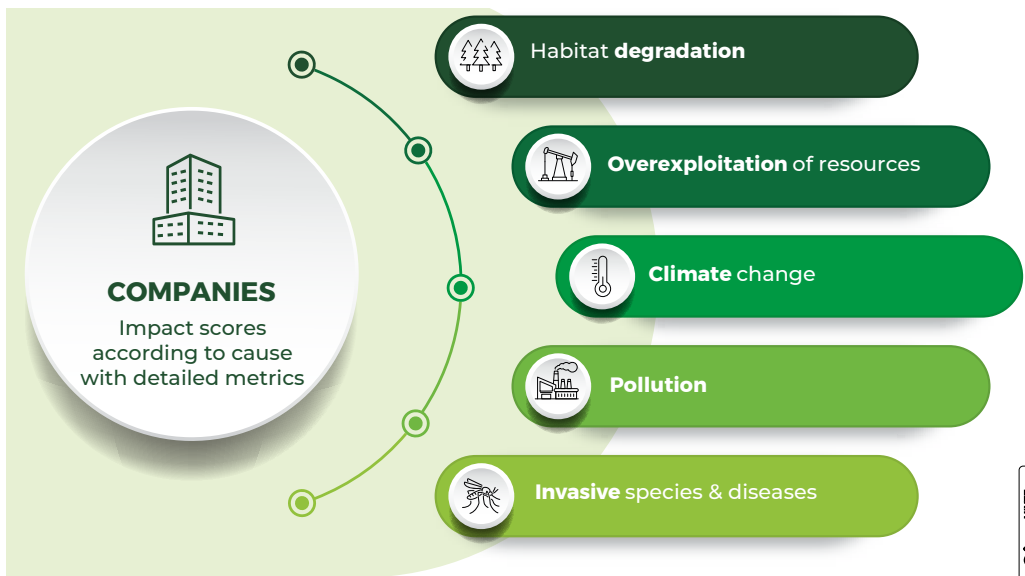 COMPANIES
Impact scores
according to cause
with detailed metrics
Habitat degradation
Overexploitation of resources
Climate change
Pollution
Invasive species & diseases